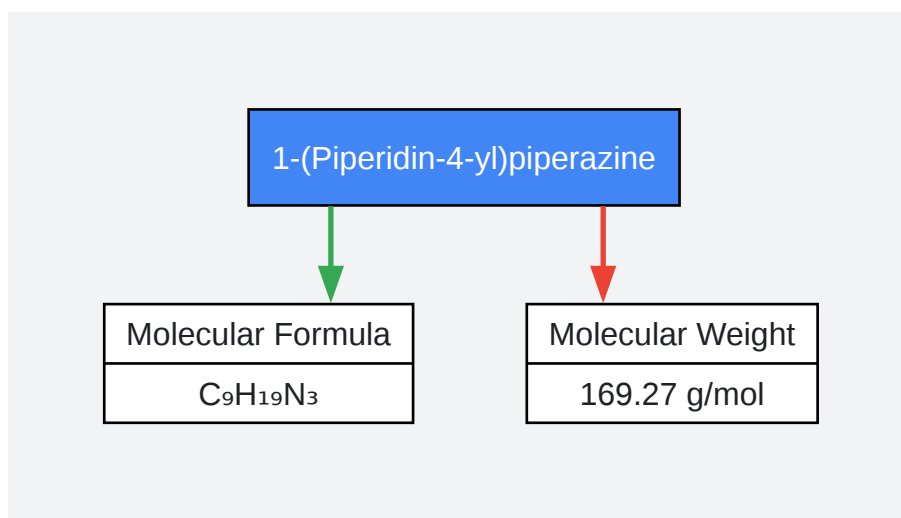 1-(Piperidin-4-yl)piperazine
Molecular Formula
C₉H₁₉N₃
Molecular Weight
169.27 g/mol